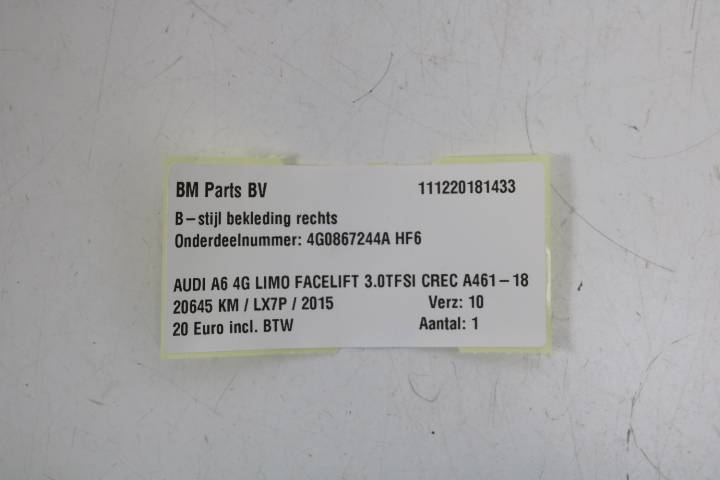 BM Parts BV 111220181433
B-stijl bekleding rechts
Onderdeelnummer: 4G0867244A HF6
AUDI A6 4G LIMO FACELIFT 3.0TFSI CREC A461-18
20645 KM / LX7P / 2015 Verz: 10
20 Euro incl. BTW Aantal: 1